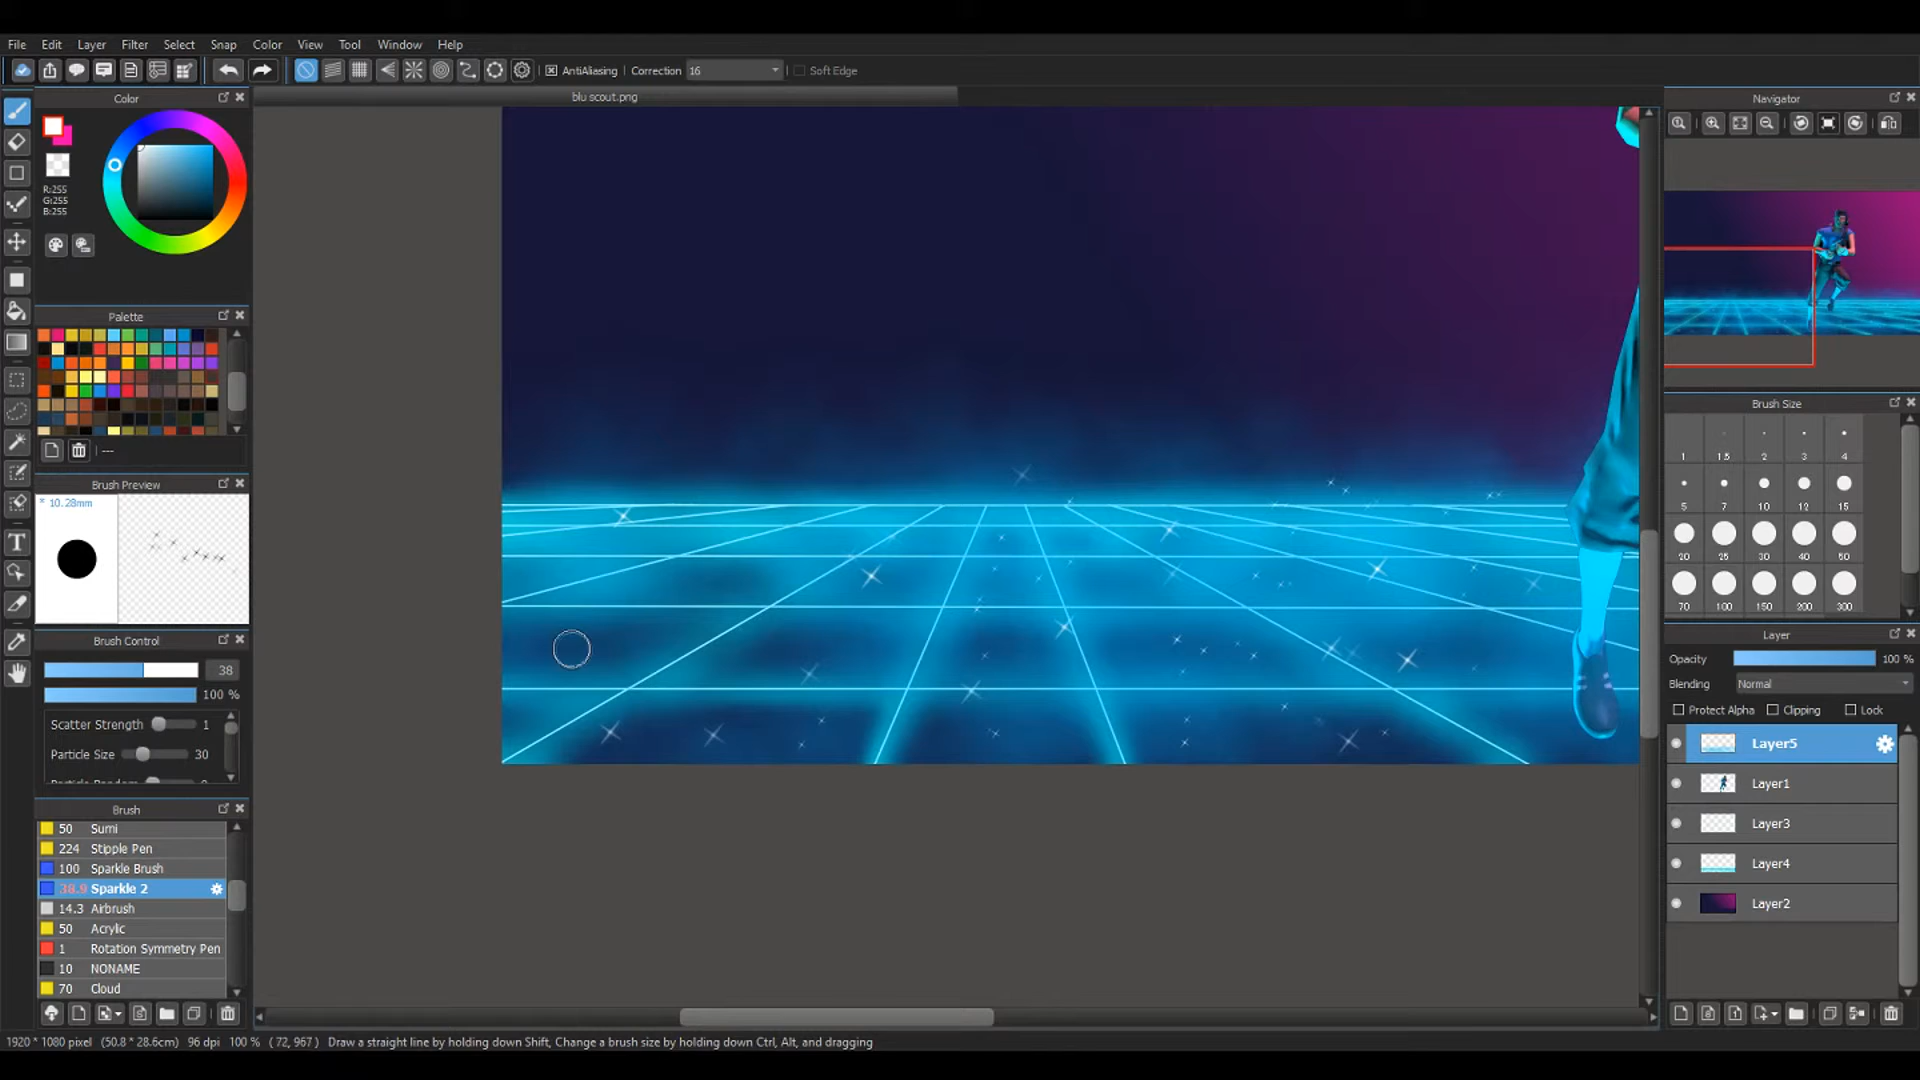 File Edit Layer Filter Select Snap Color View Tool Window Help
AntiAliasing Correction 16 Soft Edge
Color
blu scout.png
Navigator
R:255
G:255
B:255
Palette
---
Brush Preview
* 10.28mm
Brush Control
38
100 %
Scatter Strength 1
Particle Size 30
Brush
50 Sumi
224 Stipple Pen
100 Sparkle Brush
38.9 Sparkle 2
14.3 Airbrush
50 Acrylic
1 Rotation Symmetry Pen
10 NONAME
70 Cloud
Brush Size
1 1.5 2 3 4
5 7 10 12 15
20 25 30 40 50
70 100 150 200 300
Layer
Opacity 100 %
Blending Normal
Protect Alpha Clipping Lock
Layer5
Layer1
Layer3
Layer4
Layer2
1920 * 1080 pixel (50.8 * 28.6cm) 96 dpi 100 % ( 72, 967 ) Draw a straight line by holding down Shift, Change a brush size by holding down Ctrl, Alt, and dragging